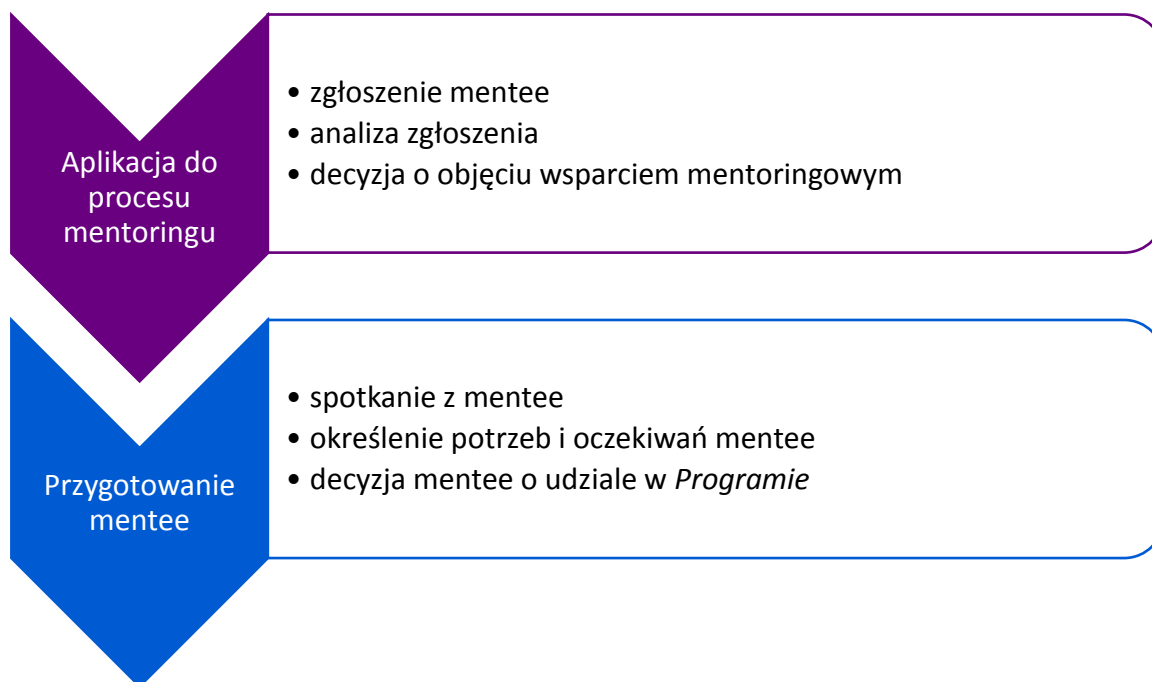 Aplikacja do
procesu
mentoringu
• zgłoszenie mentee
• analiza zgłoszenia
• decyzja o objęciu wsparciem mentoringowym
Przygotowanie
mentee
• spotkanie z mentee
• określenie potrzeb i oczekiwań mentee
• decyzja mentee o udziale w Programie